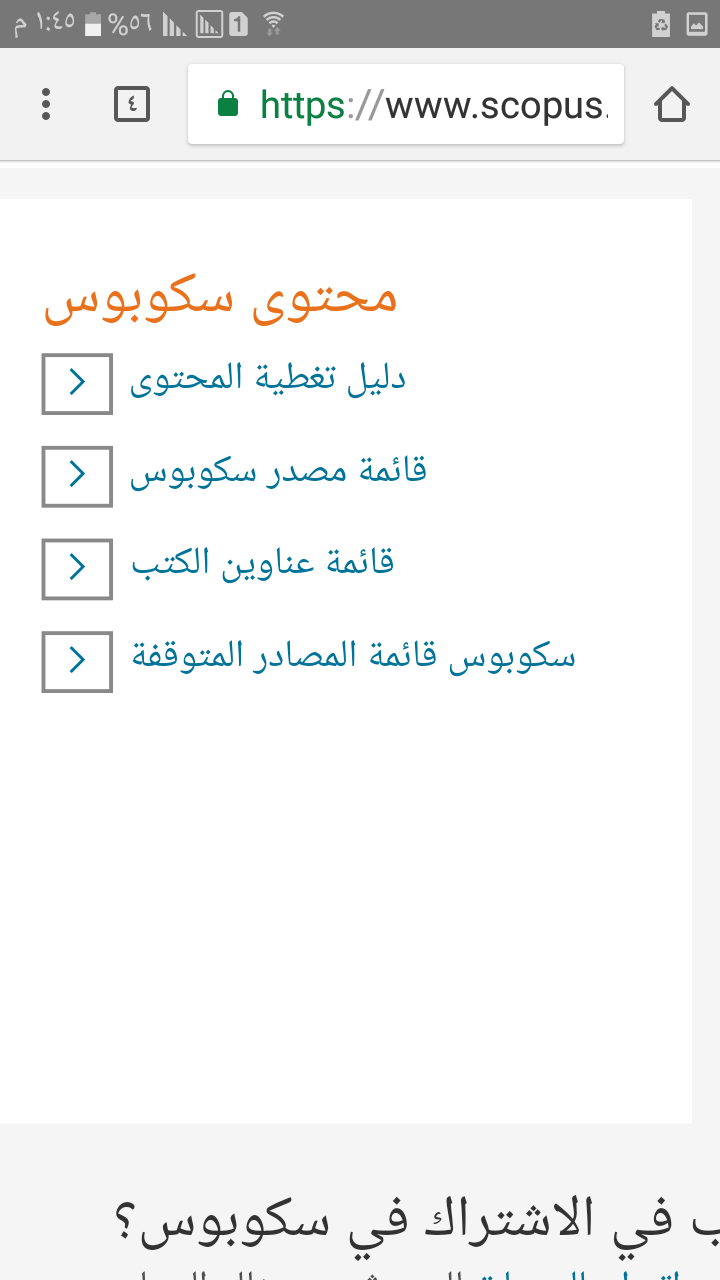 ١:٤٥ م %٥٦ 1
٤ https://www.scopus.
محتوى سكوبوس
دليل تغطية المحتوى
قائمة مصدر سكوبوس
قائمة عناوين الكتب
سكوبوس قائمة المصادر المتوقفة
ب في الاشتراك في سكوبوس؟